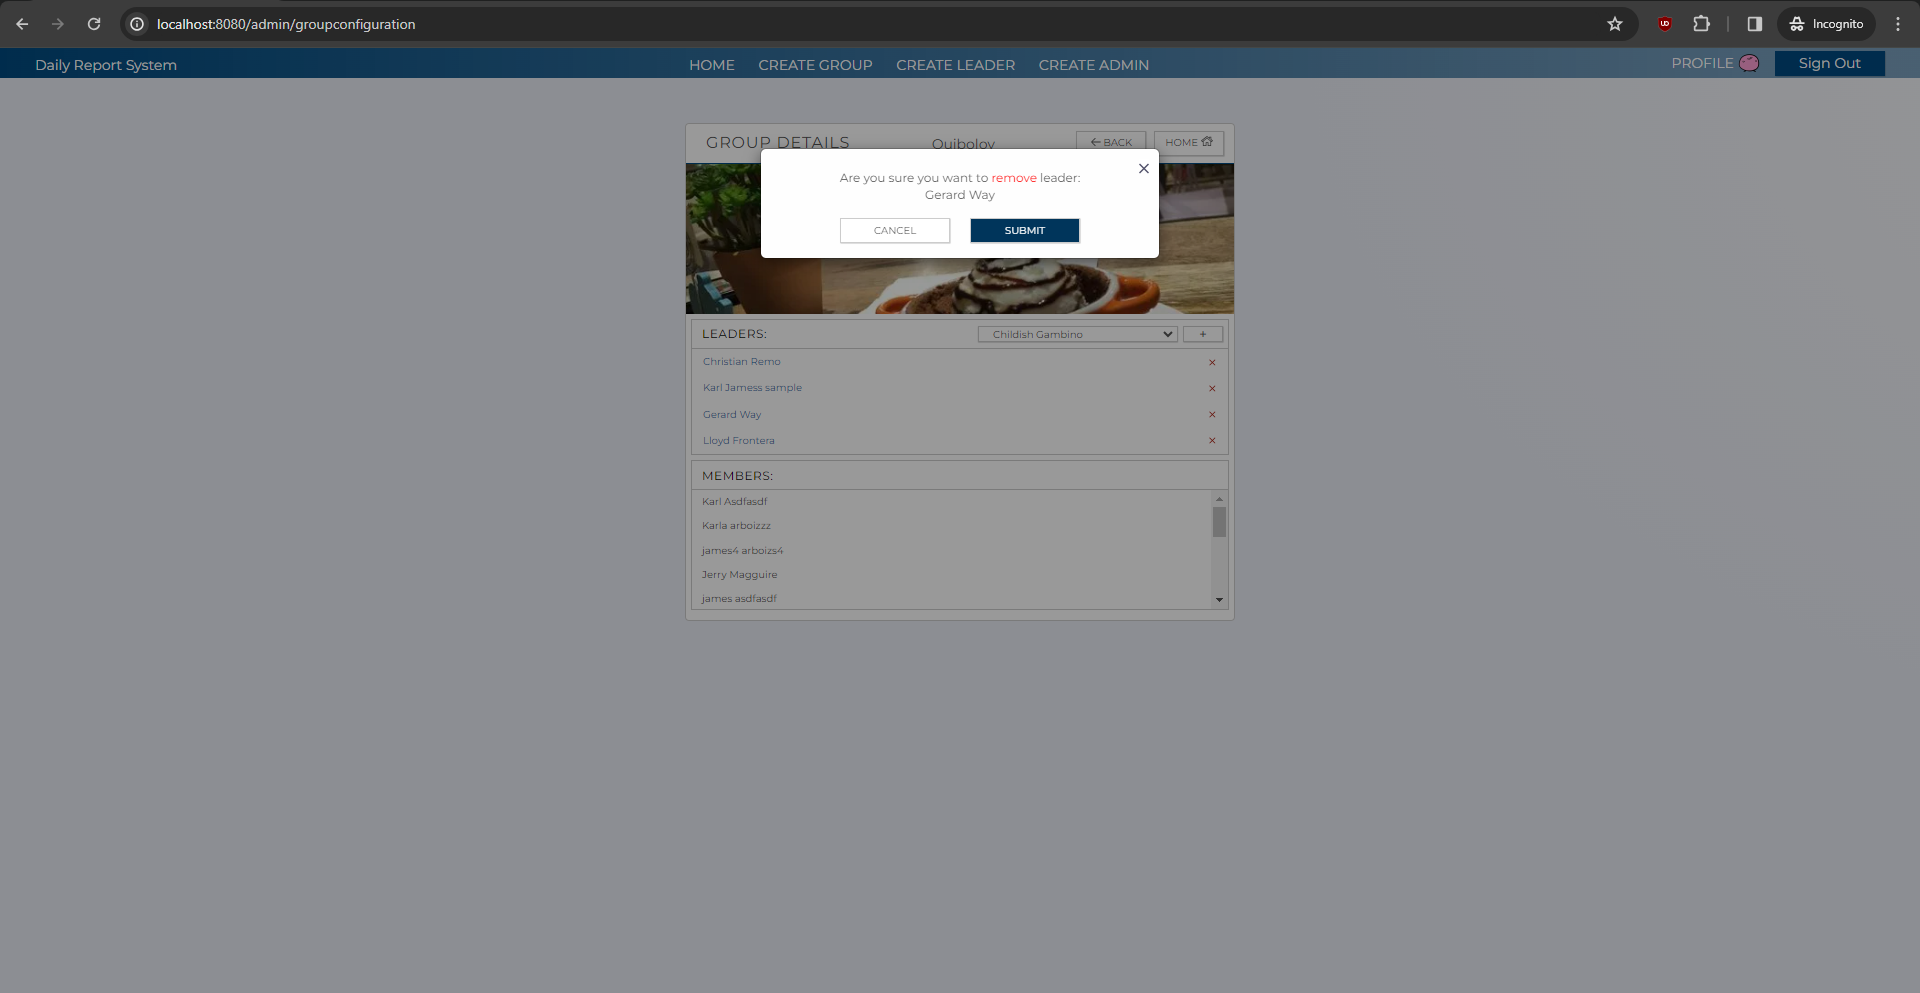 localhost:8080/admin/groupconfiguration
Incognito
Daily Report System
HOME CREATE GROUP CREATE LEADER CREATE ADMIN
PROFILE
Sign Out
GROUP DETAILS
Quiboloy
BACK
HOME
Are you sure you want to remove leader:
Gerard Way
CANCEL
SUBMIT
LEADERS:
Childish Gambino
+
Christian Remo
Karl Jamess sample
Gerard Way
Lloyd Frontera
MEMBERS:
Karl Asdfasdf
Karla arboizzz
james4 arboizs4
Jerry Magguire
james asdfasdf